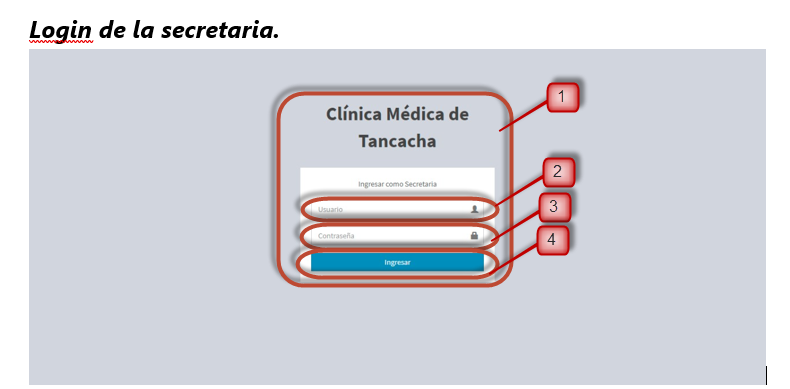 Login de la secretaria.
Clínica Médica de
Tancacha
1
Ingresar como Secretaria
2
Usuario
3
Contraseña
4
Ingresar